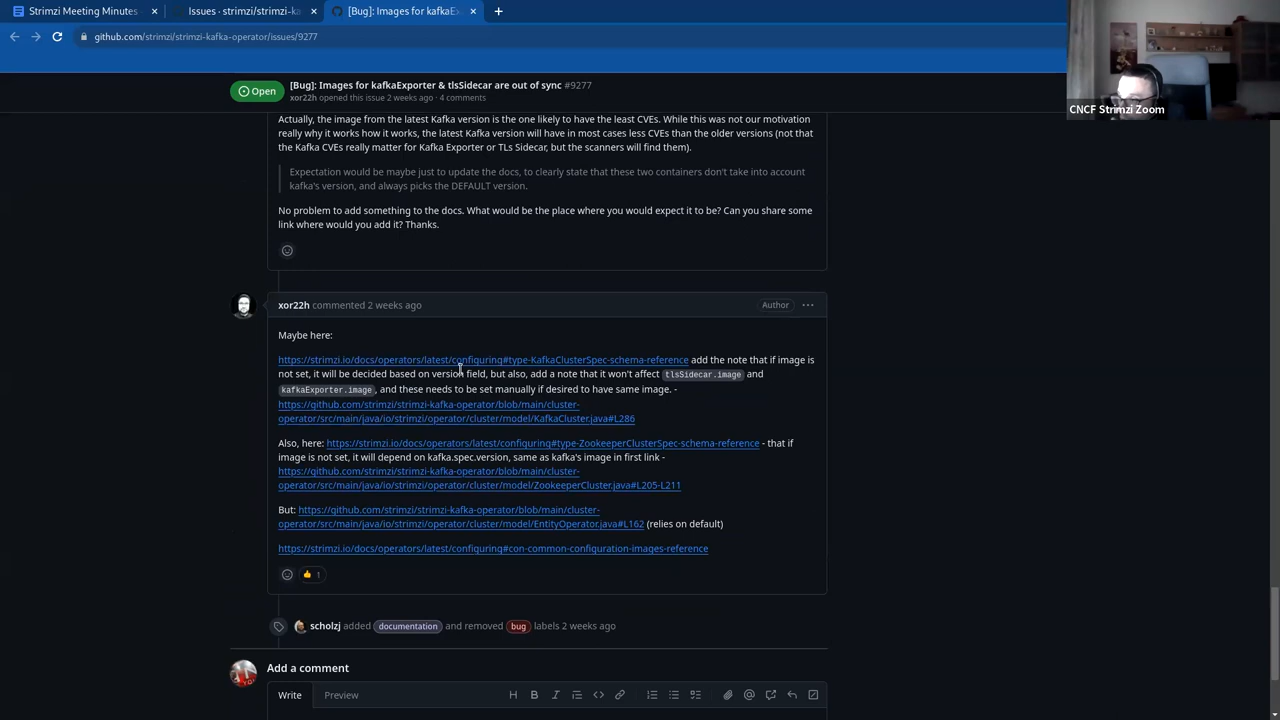 Strimzi Meeting Minutes
Issues · strimzi/strimzi-ka
[Bug]: Images for kafkaEx
github.com/strimzi/strimzi-kafka-operator/issues/9277
CNCF Strimzi Zoom
Open
[Bug]: Images for kafkaExporter & tlsSidecar are out of sync #9277
xor22h opened this issue 2 weeks ago · 4 comments
Actually, the image from the latest Kafka version is the one likely to have the least CVEs. While this was not our motivation
really why it works how it works, the latest Kafka version will have in most cases less CVEs than the older versions (not that
the Kafka CVEs really matter for Kafka Exporter or TLs Sidecar, but the scanners will find them).
Expectation would be maybe just to update the docs, to clearly state that these two containers don't take into account
kafka's version, and always picks the DEFAULT version.
No problem to add something to the docs. What would be the place where you would expect it to be? Can you share some
link where would you add it? Thanks.
xor22h commented 2 weeks ago
Author
Maybe here:
https://strimzi.io/docs/operators/latest/configuring#type-KafkaClusterSpec-schema-reference add the note that if image is
not set, it will be decided based on version field, but also, add a note that it won't affect tlsSidecar.image and
kafkaExporter.image, and these needs to be set manually if desired to have same image. -
https://github.com/strimzi/strimzi-kafka-operator/blob/main/cluster-
operator/src/main/java/io/strimzi/operator/cluster/model/KafkaCluster.java#L286
Also, here: https://strimzi.io/docs/operators/latest/configuring#type-ZookeeperClusterSpec-schema-reference - that if
image is not set, it will depend on kafka.spec.version, same as kafka's image in first link -
https://github.com/strimzi/strimzi-kafka-operator/blob/main/cluster-
operator/src/main/java/io/strimzi/operator/cluster/model/ZookeeperCluster.java#L205-L211
But: https://github.com/strimzi/strimzi-kafka-operator/blob/main/cluster-
operator/src/main/java/io/strimzi/operator/cluster/model/EntityOperator.java#L162 (relies on default)
https://strimzi.io/docs/operators/latest/configuring#con-common-configuration-images-reference
1
scholzj added documentation and removed bug labels 2 weeks ago
Add a comment
Write
Preview